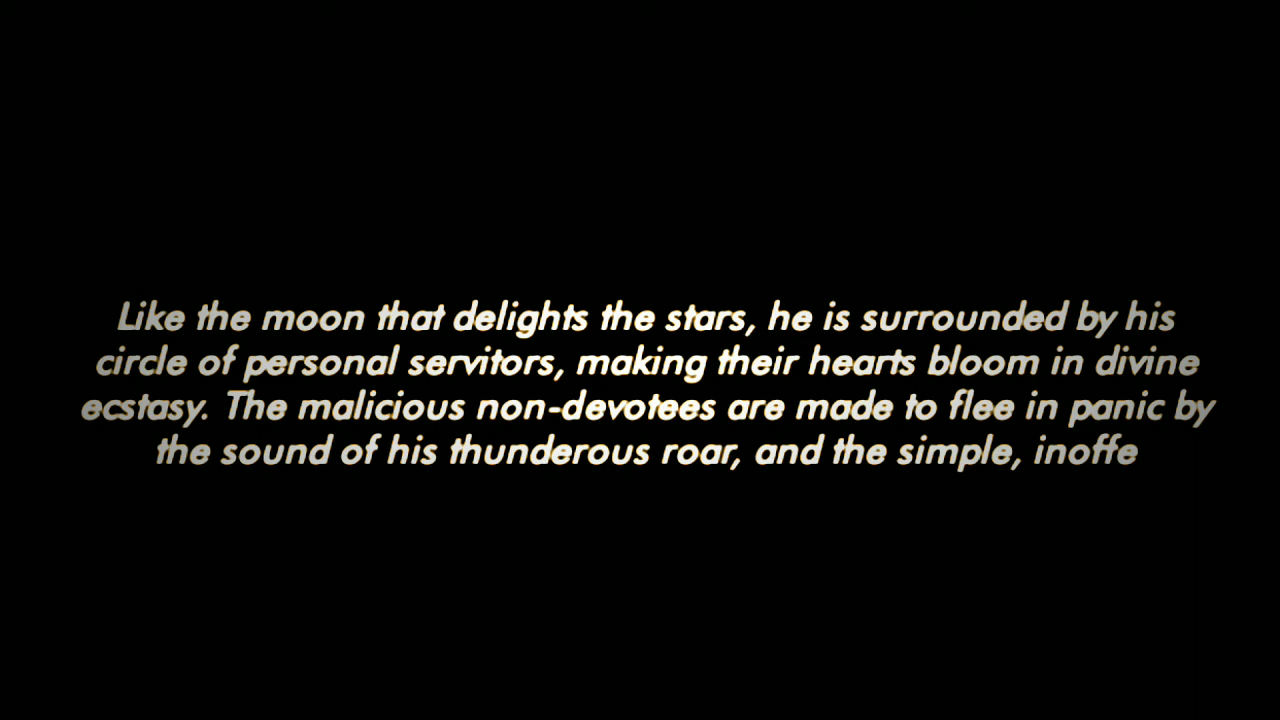 Like the moon that delights the stars, he is surrounded by his
circle of personal servitors, making their hearts bloom in divine
ecstasy. The malicious non-devotees are made to flee in panic by
the sound of his thunderous roar, and the simple, inoffe